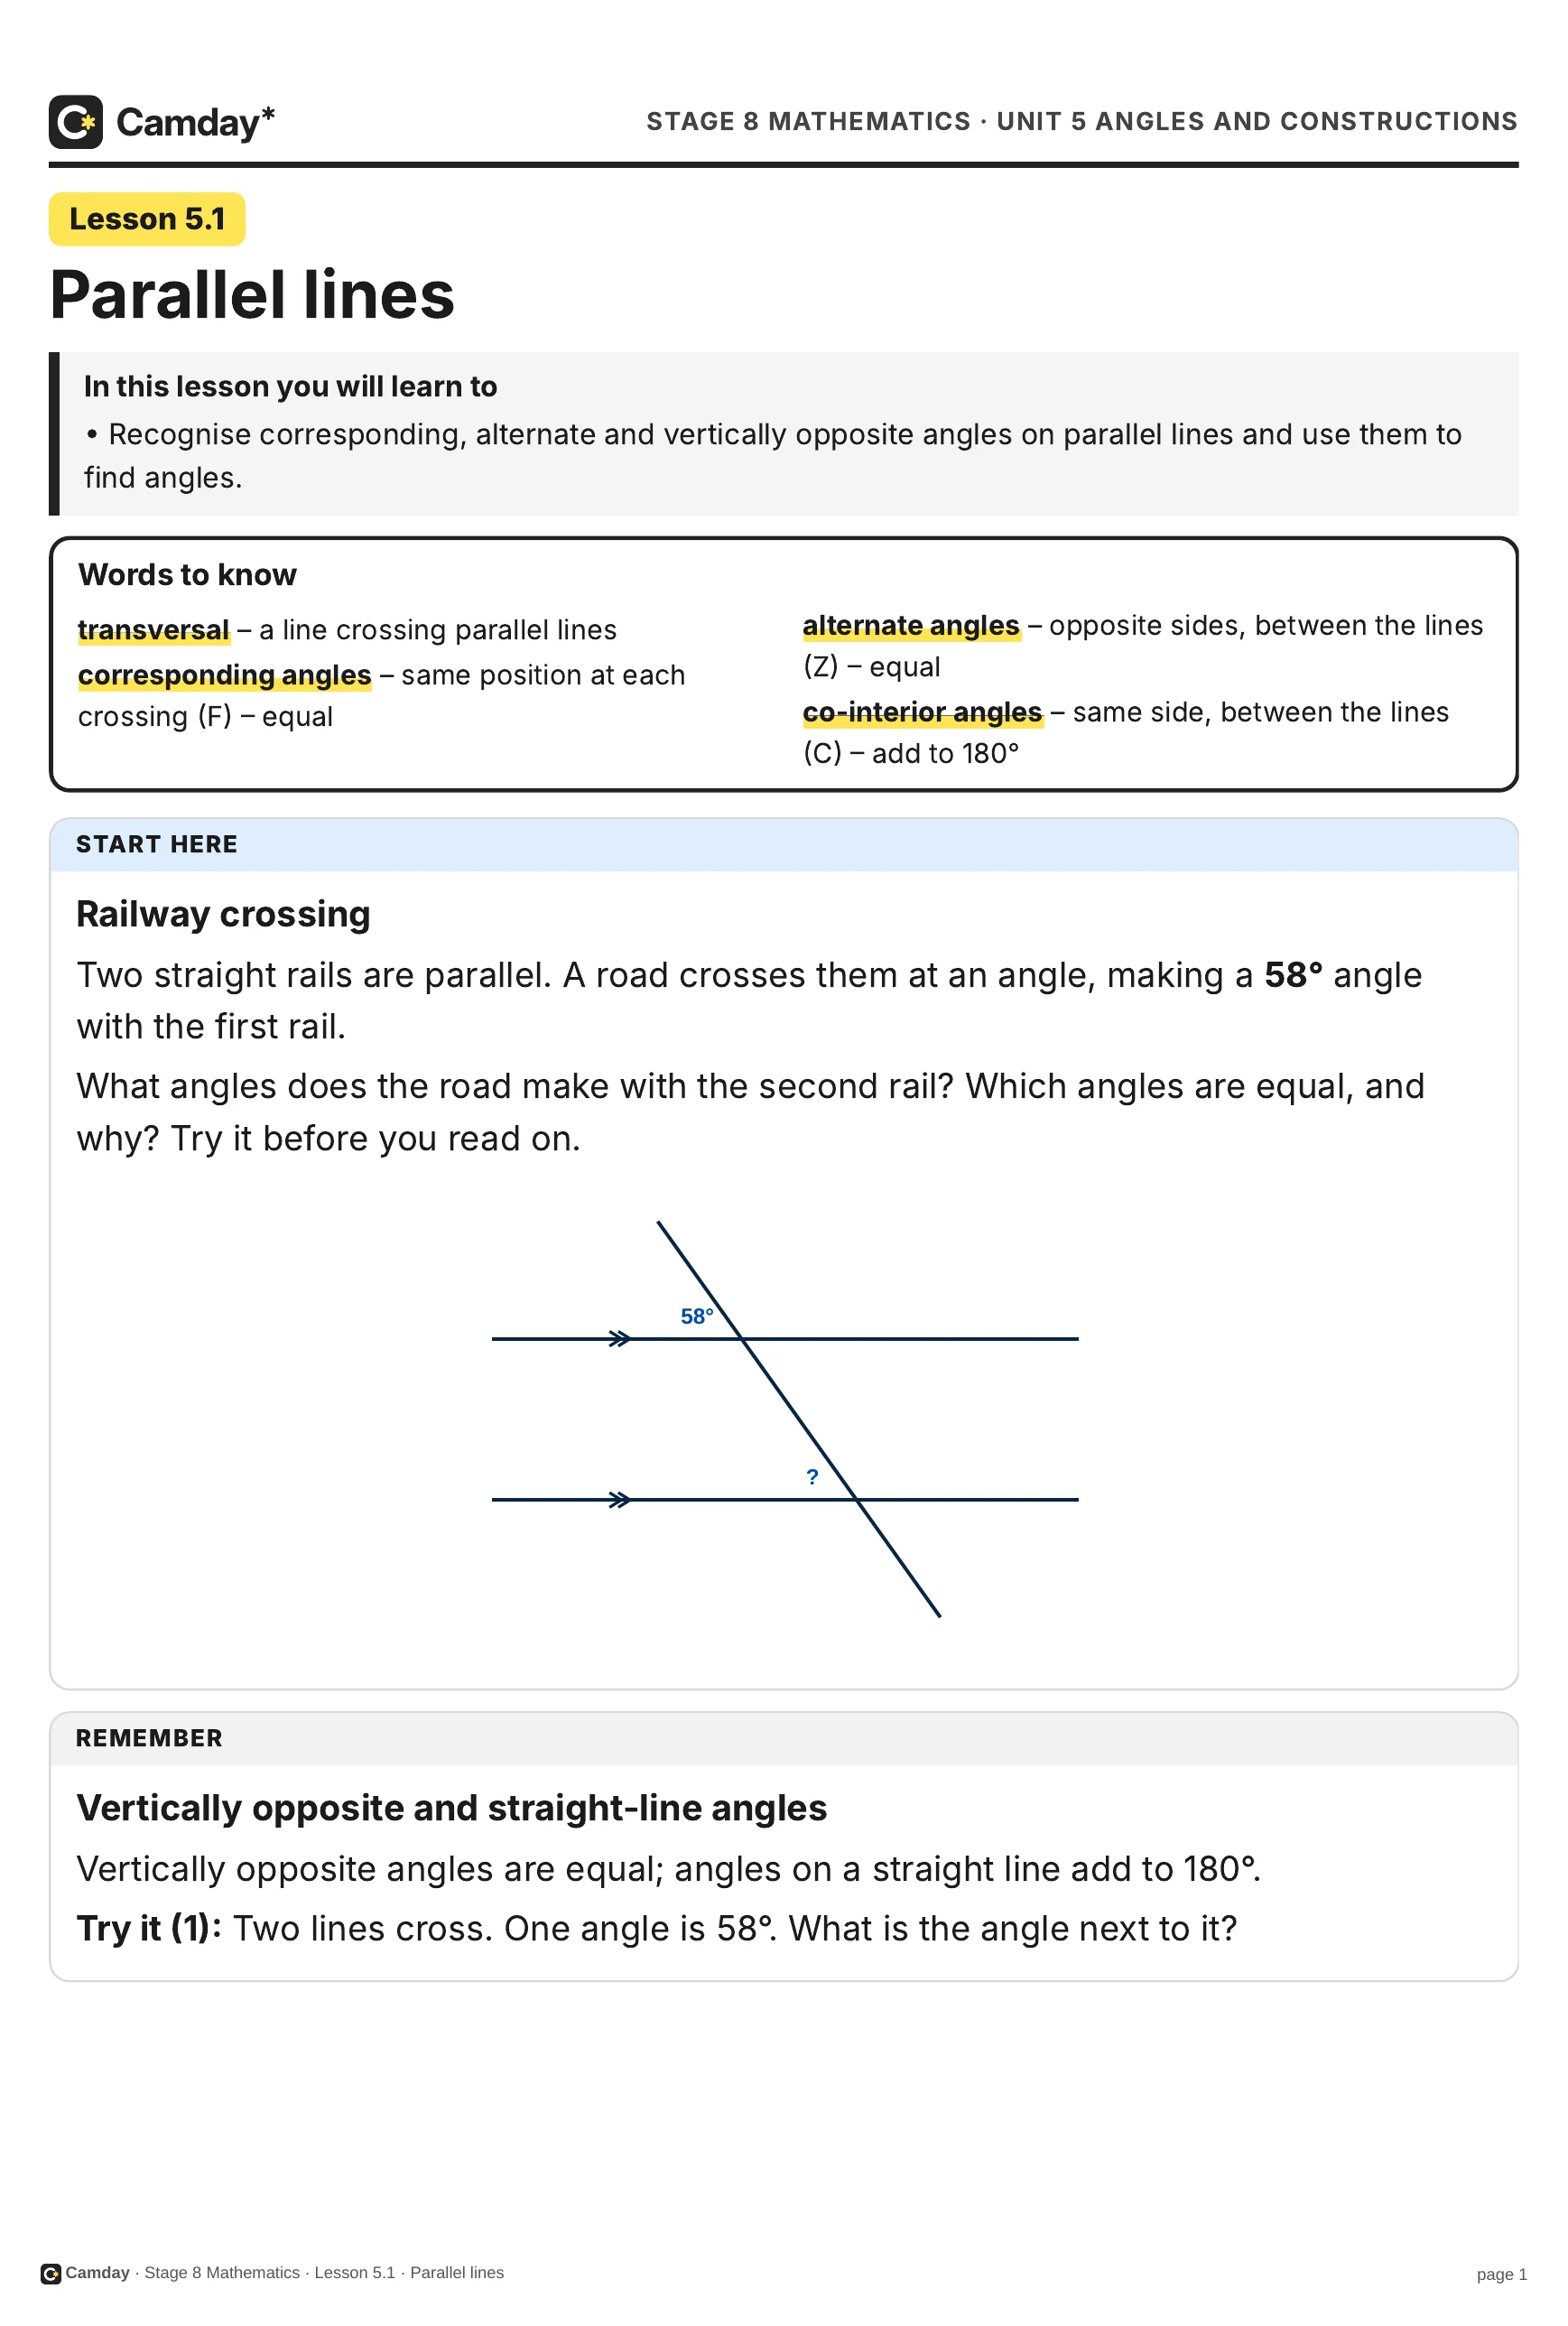 Camday*
STAGE 8 MATHEMATICS · UNIT 5 ANGLES AND CONSTRUCTIONS
Lesson 5.1
Parallel lines
In this lesson you will learn to
• Recognise corresponding, alternate and vertically opposite angles on parallel lines and use them to
find angles.
Words to know
transversal – a line crossing parallel lines
corresponding angles – same position at each
crossing (F) – equal
alternate angles – opposite sides, between the lines
(Z) – equal
co-interior angles – same side, between the lines
(C) – add to 180°
START HERE
Railway crossing
Two straight rails are parallel. A road crosses them at an angle, making a 58° angle
with the first rail.
What angles does the road make with the second rail? Which angles are equal, and
why? Try it before you read on.
58°
?
REMEMBER
Vertically opposite and straight-line angles
Vertically opposite angles are equal; angles on a straight line add to 180°.
Try it (1): Two lines cross. One angle is 58°. What is the angle next to it?
Camday · Stage 8 Mathematics · Lesson 5.1 · Parallel lines
page 1